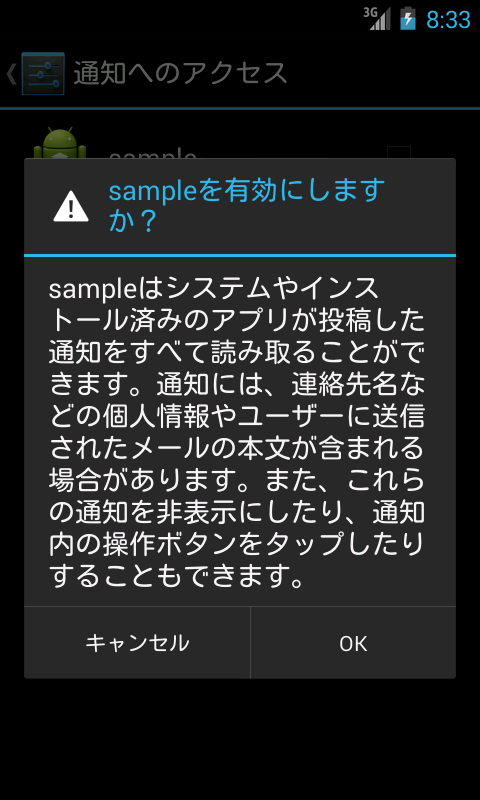 3G 8:33
通知へのアクセス
sample
sampleを有効にします
か？
sampleはシステムやインス
トール済みのアプリが投稿した
通知をすべて読み取ることがで
きます。通知には、連絡先名な
どの個人情報やユーザーに送信
されたメールの本文が含まれる
場合があります。また、これら
の通知を非表示にしたり、通知
内の操作ボタンをタップしたり
することもできます。
キャンセル OK